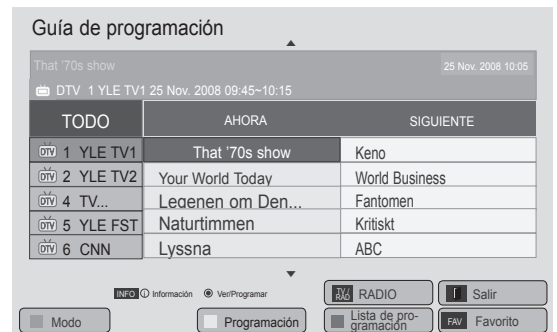 Guía de programación
That '70s show
25 Nov. 2008 10:05
DTV 1 YLE TV1 25 Nov. 2008 09:45~10:15
TODO AHORA SIGUIENTE
DTV 1 YLE TV1 That '70s show Keno
DTV 2 YLE TV2 Your World Today World Business
DTV 4 TV... Legenen om Den... Fantomen
DTV 5 YLE FST Naturtimmen Kritiskt
DTV 6 CNN Lyssna ABC
INFO i Información Ver/Programar TV/RAD RADIO Salir
Modo Programación Lista de pro-
gramación FAV Favorito